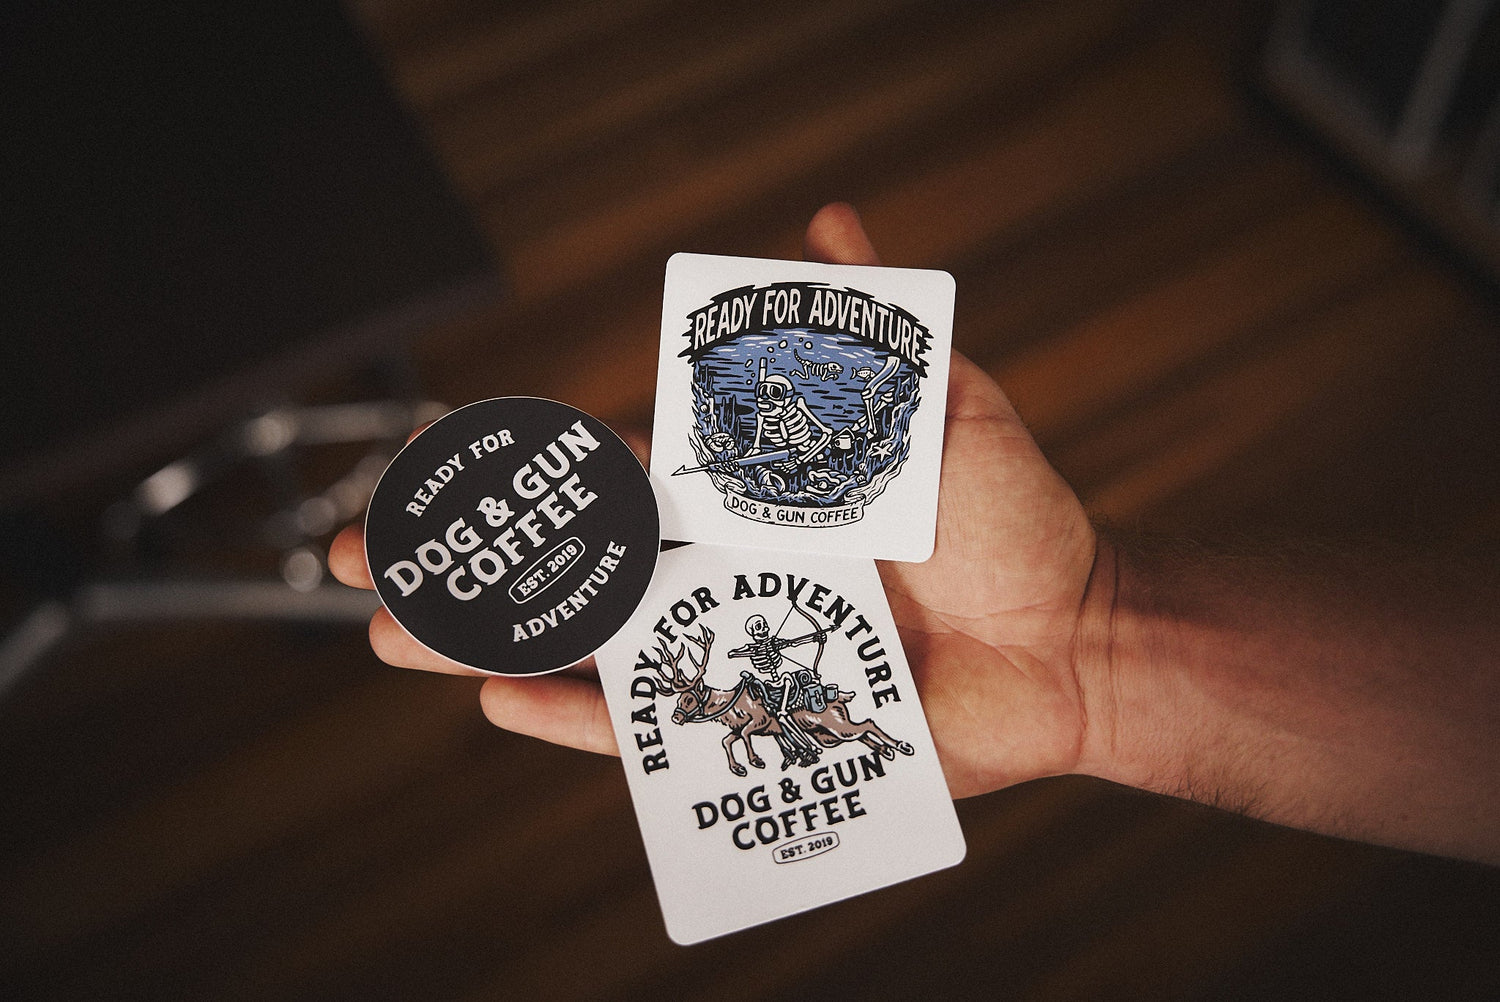 READY FOR
DOG & GUN
COFFEE
EST. 2019
ADVENTURE
READY FOR ADVENTURE
DOG & GUN COFFEE
READY FOR ADVENTURE
DOG & GUN
COFFEE
EST. 2019